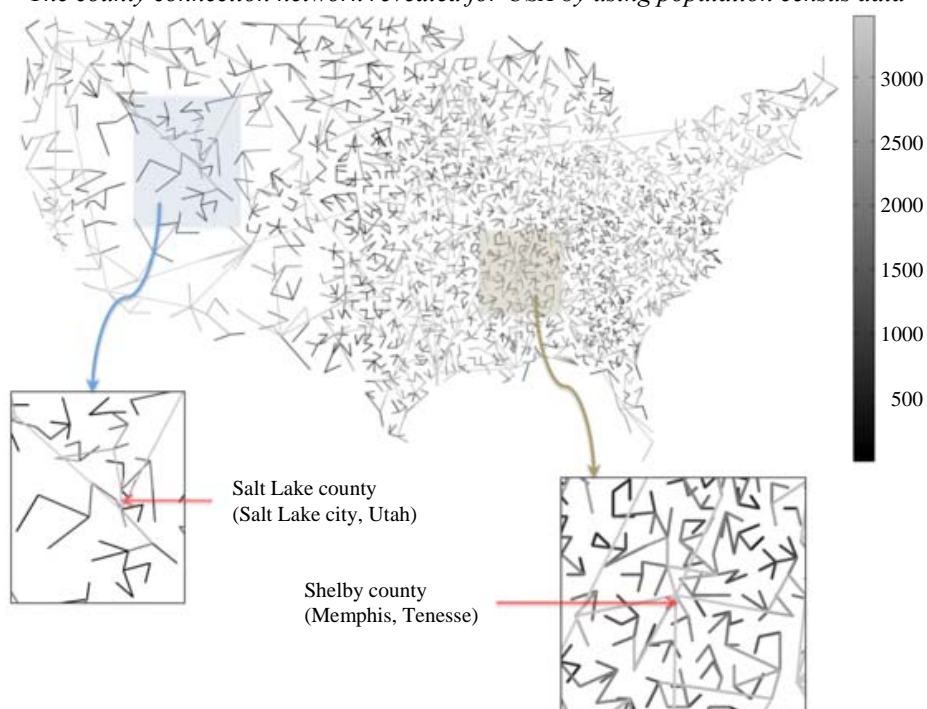 The county connection network revealed for USA by using population census data
3000
2500
2000
1500
1000
500
Salt Lake county
(Salt Lake city, Utah)
Shelby county
(Memphis, Tenesse)